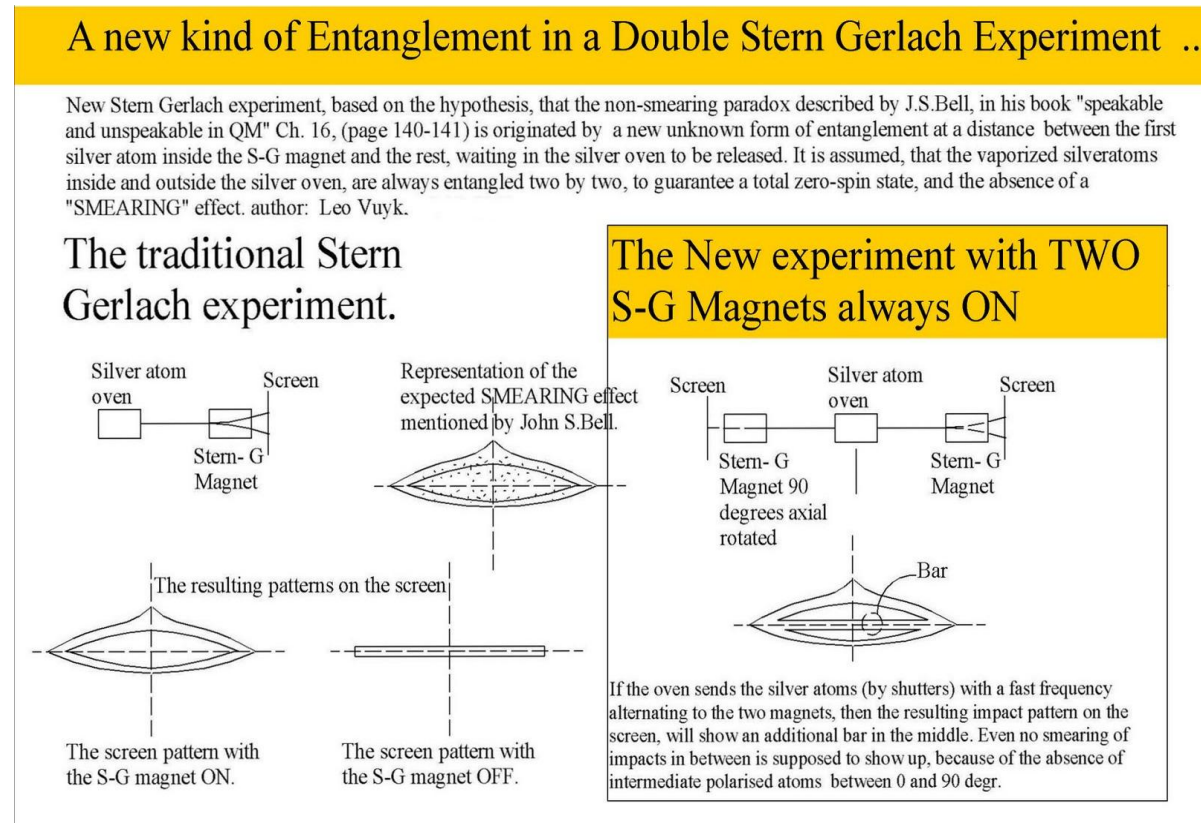 A new kind of Entanglement in a Double Stern Gerlach Experiment ..
New Stern Gerlach experiment, based on the hypothesis, that the non-smearing paradox described by J.S.Bell, in his book "speakable
and unspeakable in QM" Ch. 16, (page 140-141) is originated by a new unknown form of entanglement at a distance between the first
silver atom inside the S-G magnet and the rest, waiting in the silver oven to be released. It is assumed, that the vaporized silveratoms
inside and outside the silver oven, are always entangled two by two, to guarantee a total zero-spin state, and the absence of a
"SMEARING" effect. author: Leo Vuyk.
The traditional Stern
Gerlach experiment.
Silver atom
oven
Screen
Stern- G
Magnet
Representation of the
expected SMEARING effect
mentioned by John S.Bell.
The resulting patterns on the screen
The screen pattern with
the S-G magnet ON.
The screen pattern with
the S-G magnet OFF.
The New experiment with TWO
S-G Magnets always ON
Screen
Silver atom
oven
Screen
Stern- G
Magnet 90
degrees axial
rotated
Stern- G
Magnet
Bar
If the oven sends the silver atoms (by shutters) with a fast frequency
alternating to the two magnets, then the resulting impact pattern on the
screen, will show an additional bar in the middle. Even no smearing of
impacts in between is supposed to show up, because of the absence of
intermediate polarised atoms between 0 and 90 degr.